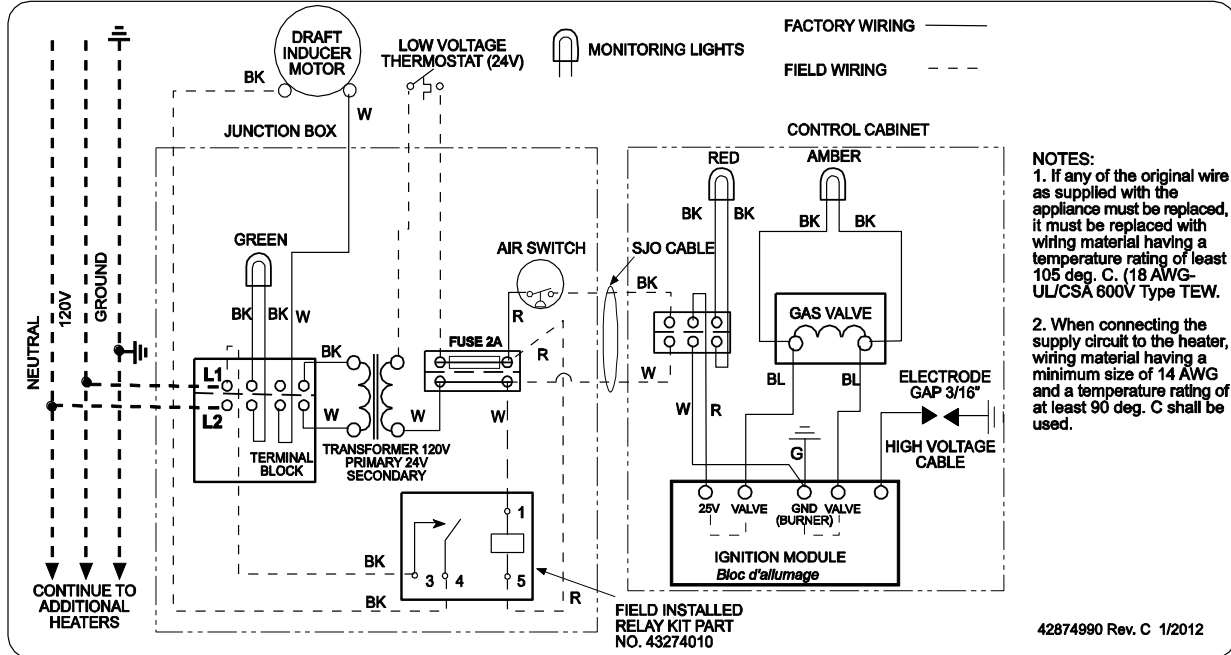 FACTORY WIRING
FIELD WIRING
MONITORING LIGHTS
DRAFT
INDUCER
MOTOR
LOW VOLTAGE
THERMOSTAT (24V)
BK
W
JUNCTION BOX
CONTROL CABINET
RED
AMBER
BK
BK
BK
BK
GREEN
AIR SWITCH
SJO CABLE
BK
NEUTRAL
120V
GROUND
BK
BK
W
R
R
FUSE 2A
GAS VALVE
BK
L1
L2
W
W
W
W
TERMINAL
BLOCK
TRANSFORMER 120V
PRIMARY 24V
SECONDARY
BL
BL
W
R
ELECTRODE
GAP 3/16"
HIGH VOLTAGE
CABLE
G
25V
VALVE
GND
(BURNER)
VALVE
IGNITION MODULE
Bloc d'allumage
1
3
4
5
BK
BK
R
FIELD INSTALLED
RELAY KIT PART
NO. 43274010
CONTINUE TO
ADDITIONAL
HEATERS
NOTES:
1. If any of the original wire
as supplied with the
appliance must be replaced,
it must be replaced with
wiring material having a
temperature rating of least
105 deg. C. (18 AWG-
UL/CSA 600V Type TEW.
2. When connecting the
supply circuit to the heater,
wiring material having a
minimum size of 14 AWG
and a temperature rating of
at least 90 deg. C shall be
used.
42874990 Rev. C 1/2012